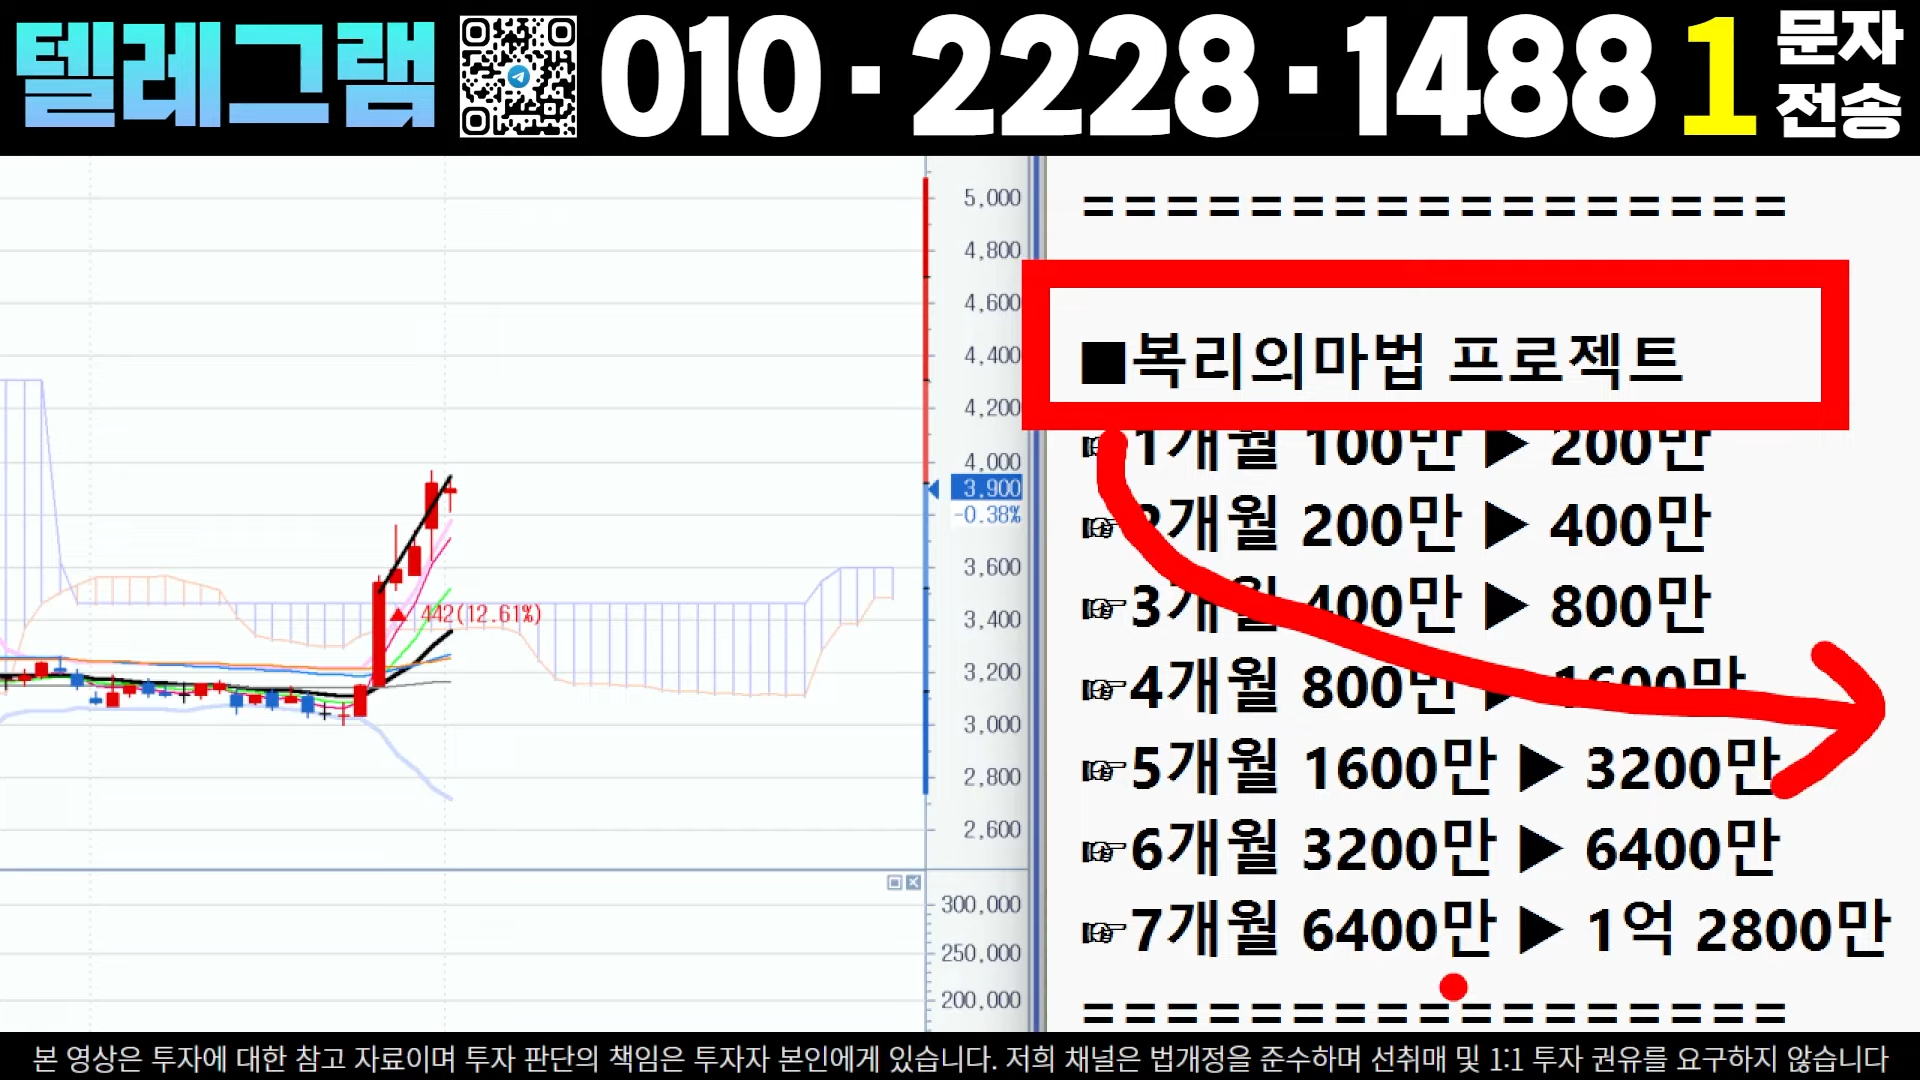 텔레그램 010·2228·1488 1 문자 전송
5,000
4,800
4,600
4,400
4,200
4,000
3,900
-0.38%
3,600
3,400
3,200
3,000
2,800
2,600
300,000
250,000
200,000
▲ 442(12.61%)
=================
■복리의마법 프로젝트
☞1개월 100만 ▶ 200만
☞2개월 200만 ▶ 400만
☞3개월 400만 ▶ 800만
☞4개월 800만 ▶ 1600만
☞5개월 1600만 ▶ 3200만
☞6개월 3200만 ▶ 6400만
☞7개월 6400만 ▶ 1억 2800만
=================
본 영상은 투자에 대한 참고 자료이며 투자 판단의 책임은 투자자 본인에게 있습니다. 저희 채널은 법개정을 준수하며 선취매 및 1:1 투자 권유를 요구하지 않습니다